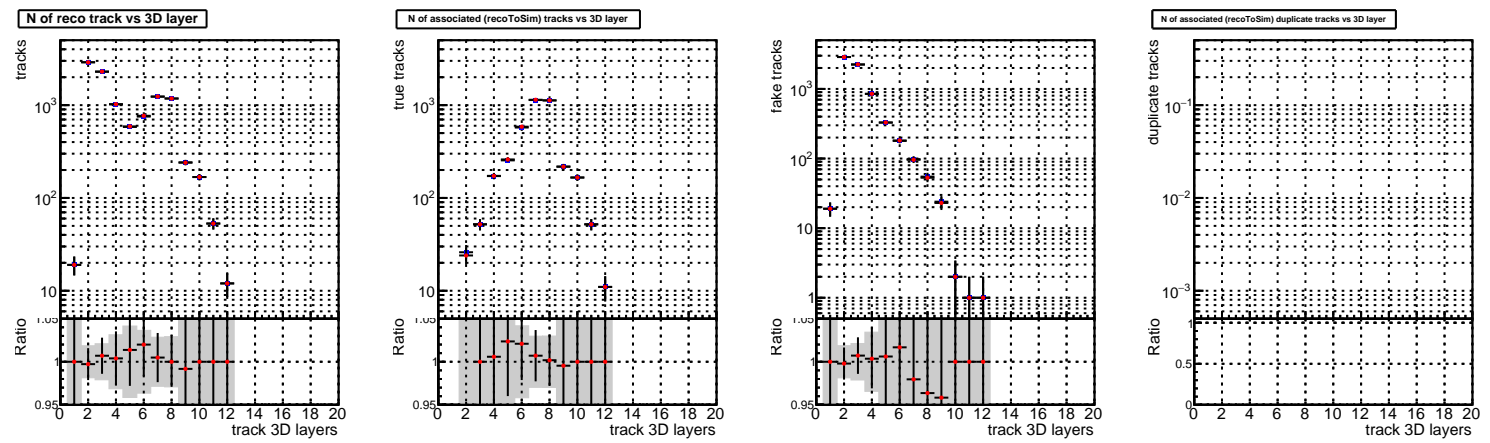 N of reco track vs 3D layer
tracks
10³
10²
10
Ratio
1.05
1
0.95
0 2 4 6 8 10 12 14 16 18 20
track 3D layers
N of associated (recoToSim) tracks vs 3D layer
true tracks
10³
10²
10
Ratio
1.05
1
0.95
0 2 4 6 8 10 12 14 16 18 20
track 3D layers
fake tracks
10³
10²
10
1
Ratio
1.05
1
0.95
0 2 4 6 8 10 12 14 16 18 20
track 3D layers
N of associated (recoToSim) duplicate tracks vs 3D layer
duplicate tracks
10⁻¹
10⁻²
10⁻³
Ratio
1
0.5
0
0 2 4 6 8 10 12 14 16 18 20
track 3D layers